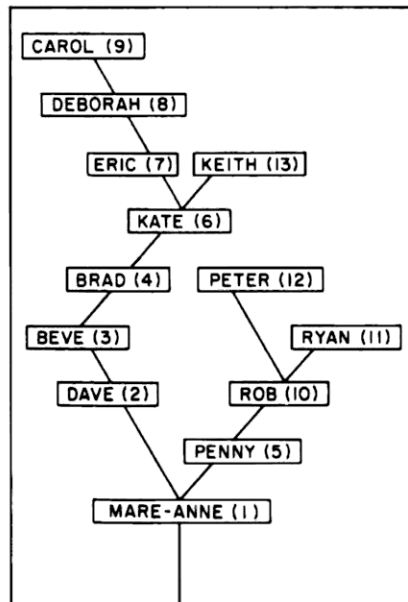 CAROL (9)
DEBORAH (8)
ERIC (7) KEITH (13)
KATE (6)
BRAD (4) PETER (12)
BEVE (3) RYAN (11)
DAVE (2) ROB (10)
PENNY (5)
MARE-ANNE (1)